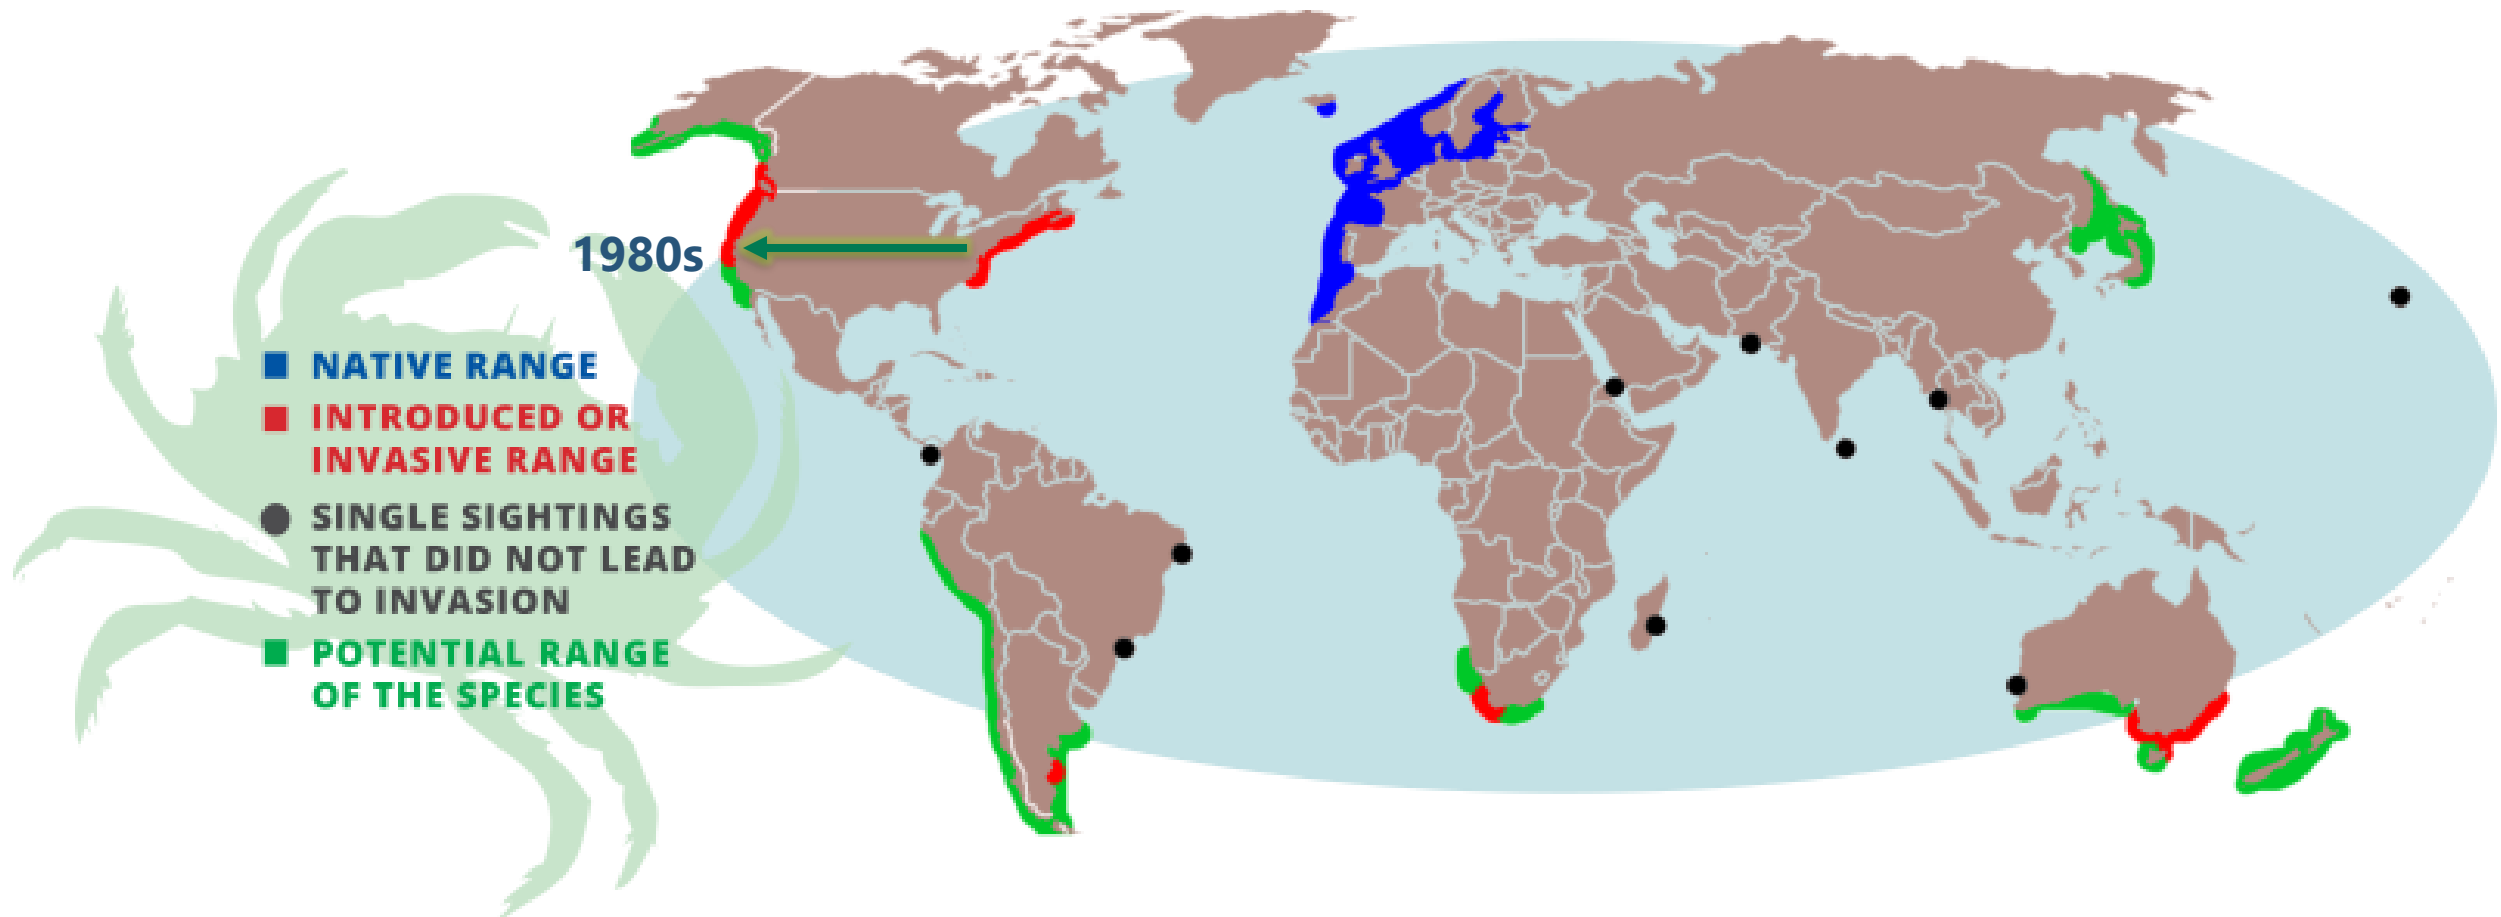 1980s
NATIVE RANGE
INTRODUCED OR
INVASIVE RANGE
SINGLE SIGHTINGS
THAT DID NOT LEAD
TO INVASION
POTENTIAL RANGE
OF THE SPECIES